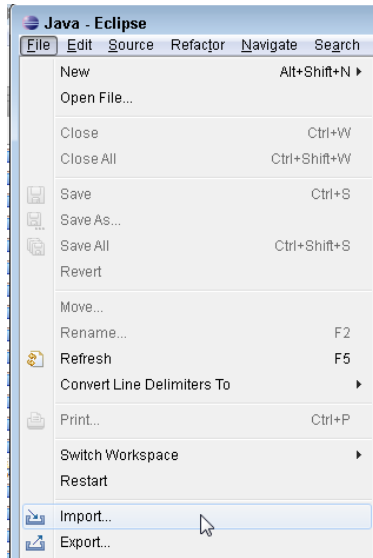 Java - Eclipse
File Edit Source Refactor Navigate Search
New Alt+Shift+N
Open File...
Close Ctrl+W
Close All Ctrl+Shift+W
Save Ctrl+S
Save As...
Save All Ctrl+Shift+S
Revert
Move...
Rename... F2
Refresh F5
Convert Line Delimiters To
Print... Ctrl+P
Switch Workspace
Restart
Import...
Export...